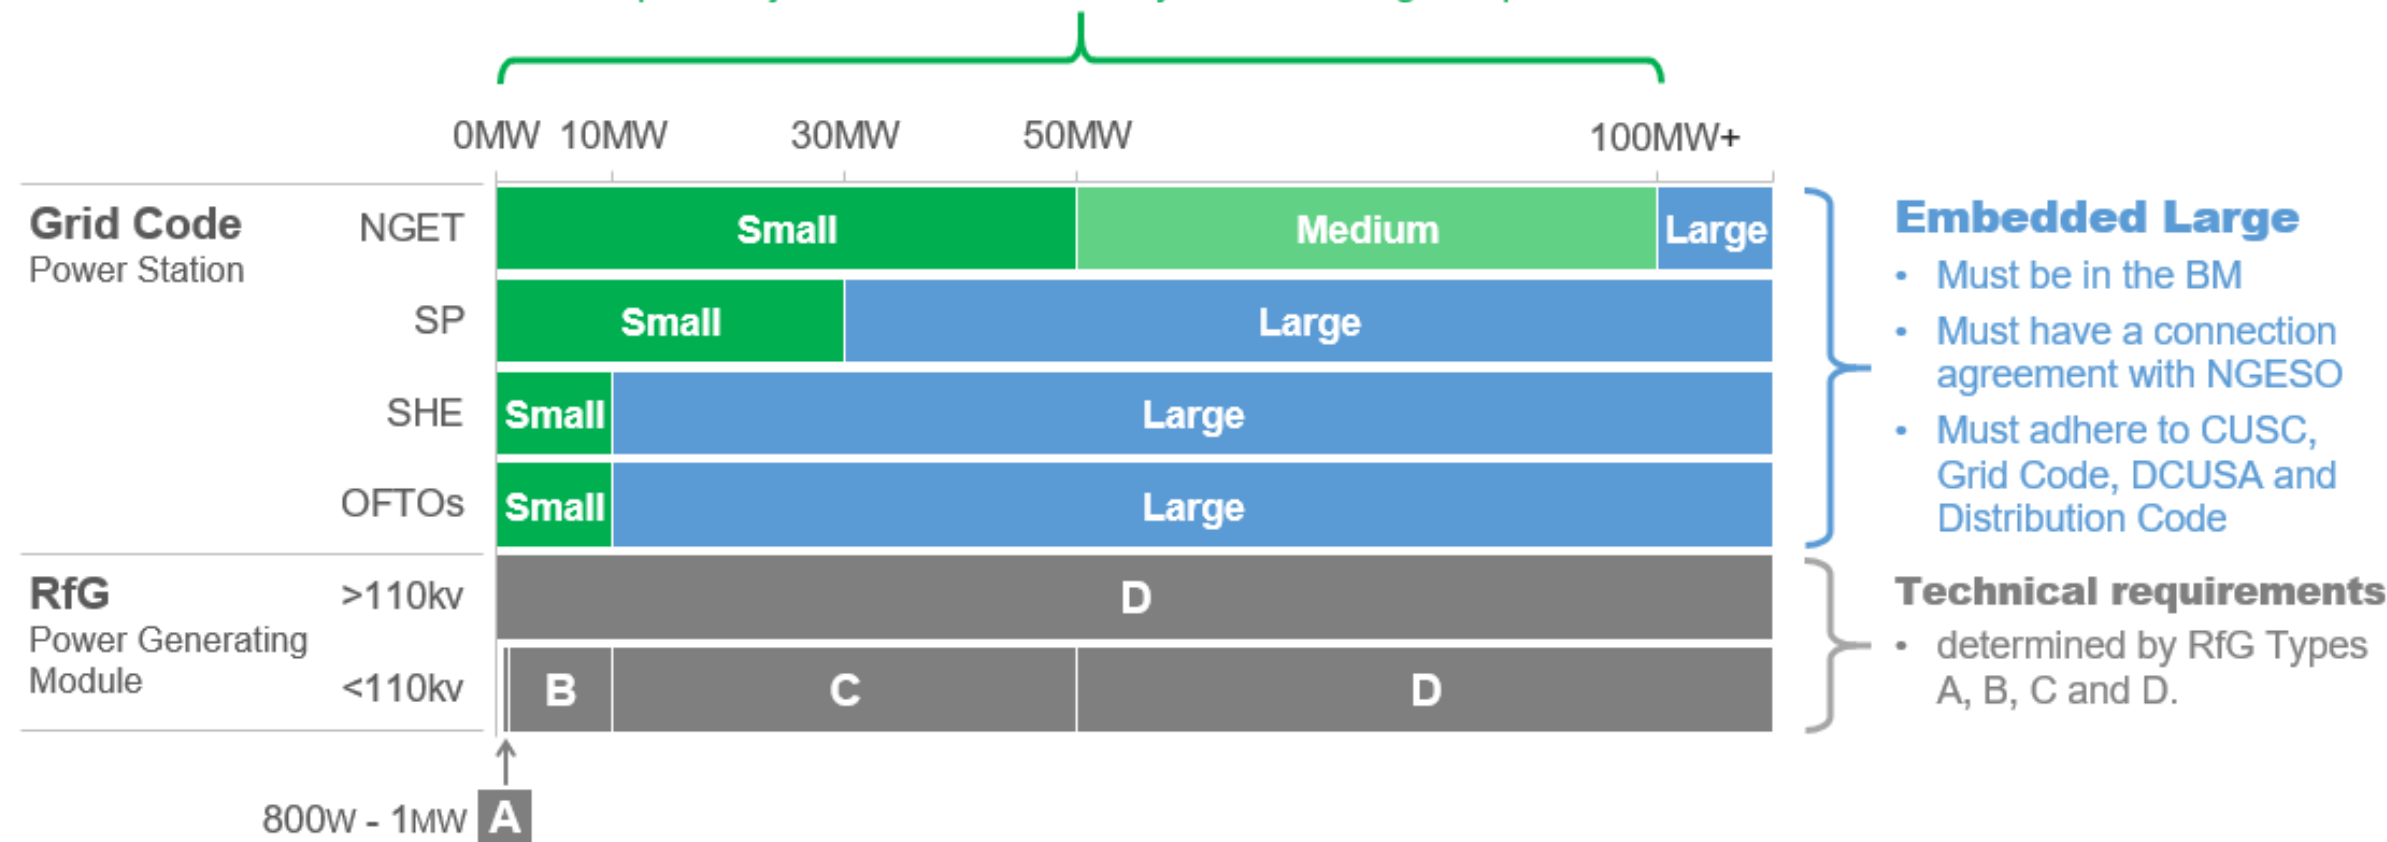 0MW 10MW 30MW 50MW 100MW+
Grid Code
Power Station
NGET Small Medium Large
SP Small Large
SHE Small Large
OFTOs Small Large
Embedded Large
• Must be in the BM
• Must have a connection
agreement with NGESO
• Must adhere to CUSC,
Grid Code, DCUSA and
Distribution Code
RfG
Power Generating
Module
>110kv D
<110kv B C D
Technical requirements
• determined by RfG Types
A, B, C and D.
800W - 1MW A